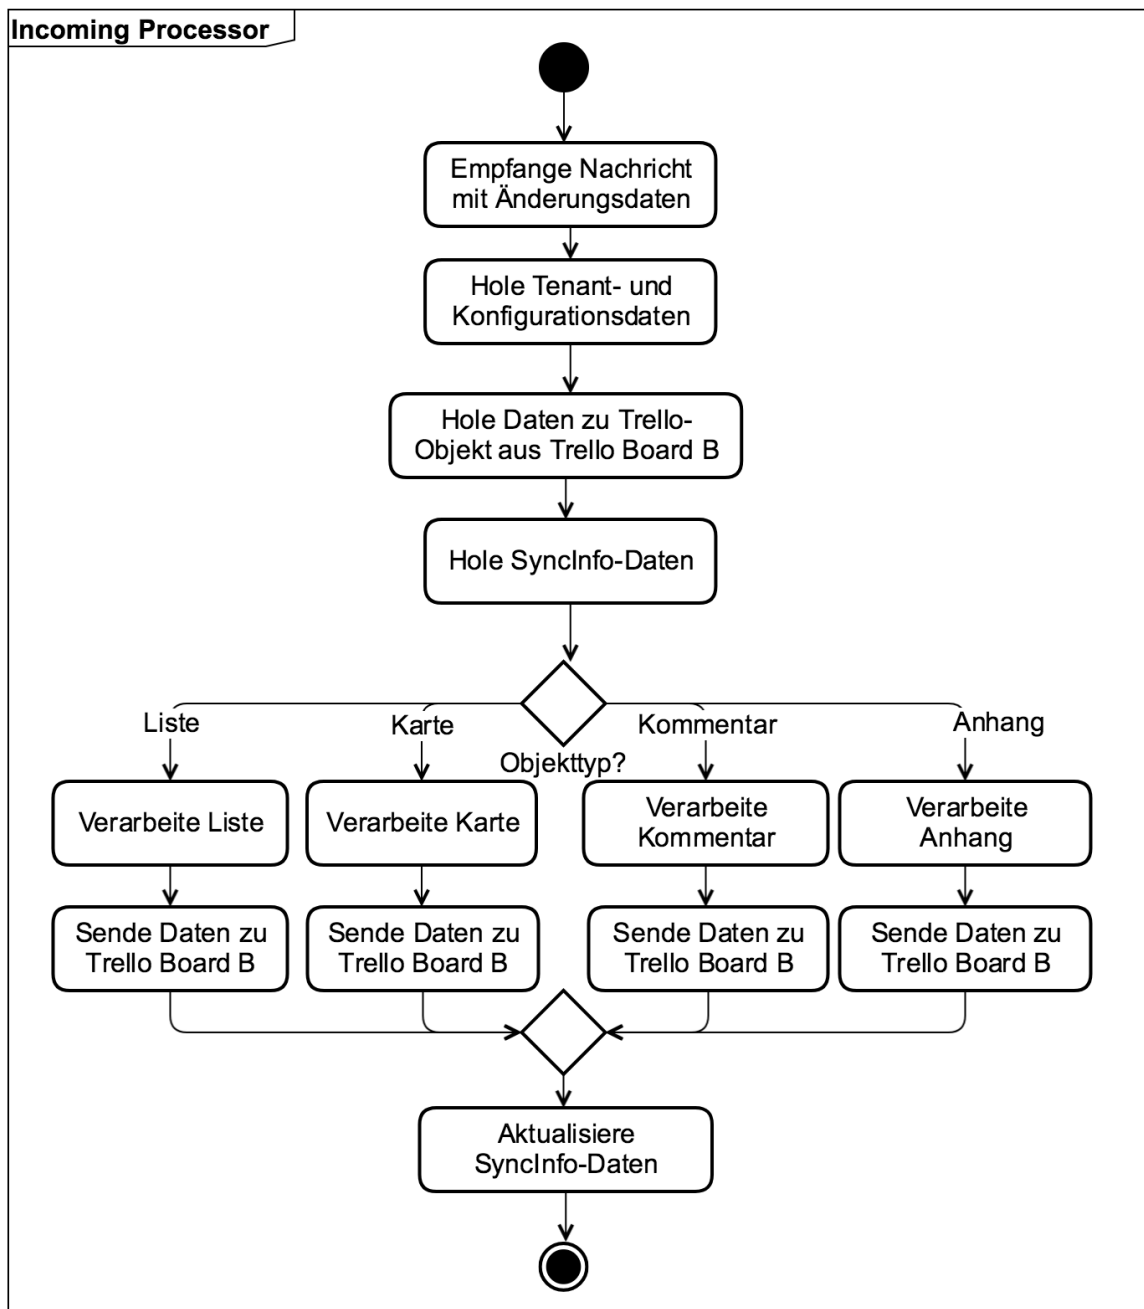 Incoming Processor
Empfange Nachricht
mit Änderungsdaten
Hole Tenant- und
Konfigurationsdaten
Hole Daten zu Trello-
Objekt aus Trello Board B
Hole SyncInfo-Daten
Liste
Karte
Kommentar
Anhang
Objekttyp?
Verarbeite Liste
Verarbeite Karte
Verarbeite
Kommentar
Verarbeite
Anhang
Sende Daten zu
Trello Board B
Sende Daten zu
Trello Board B
Sende Daten zu
Trello Board B
Sende Daten zu
Trello Board B
Aktualisiere
SyncInfo-Daten